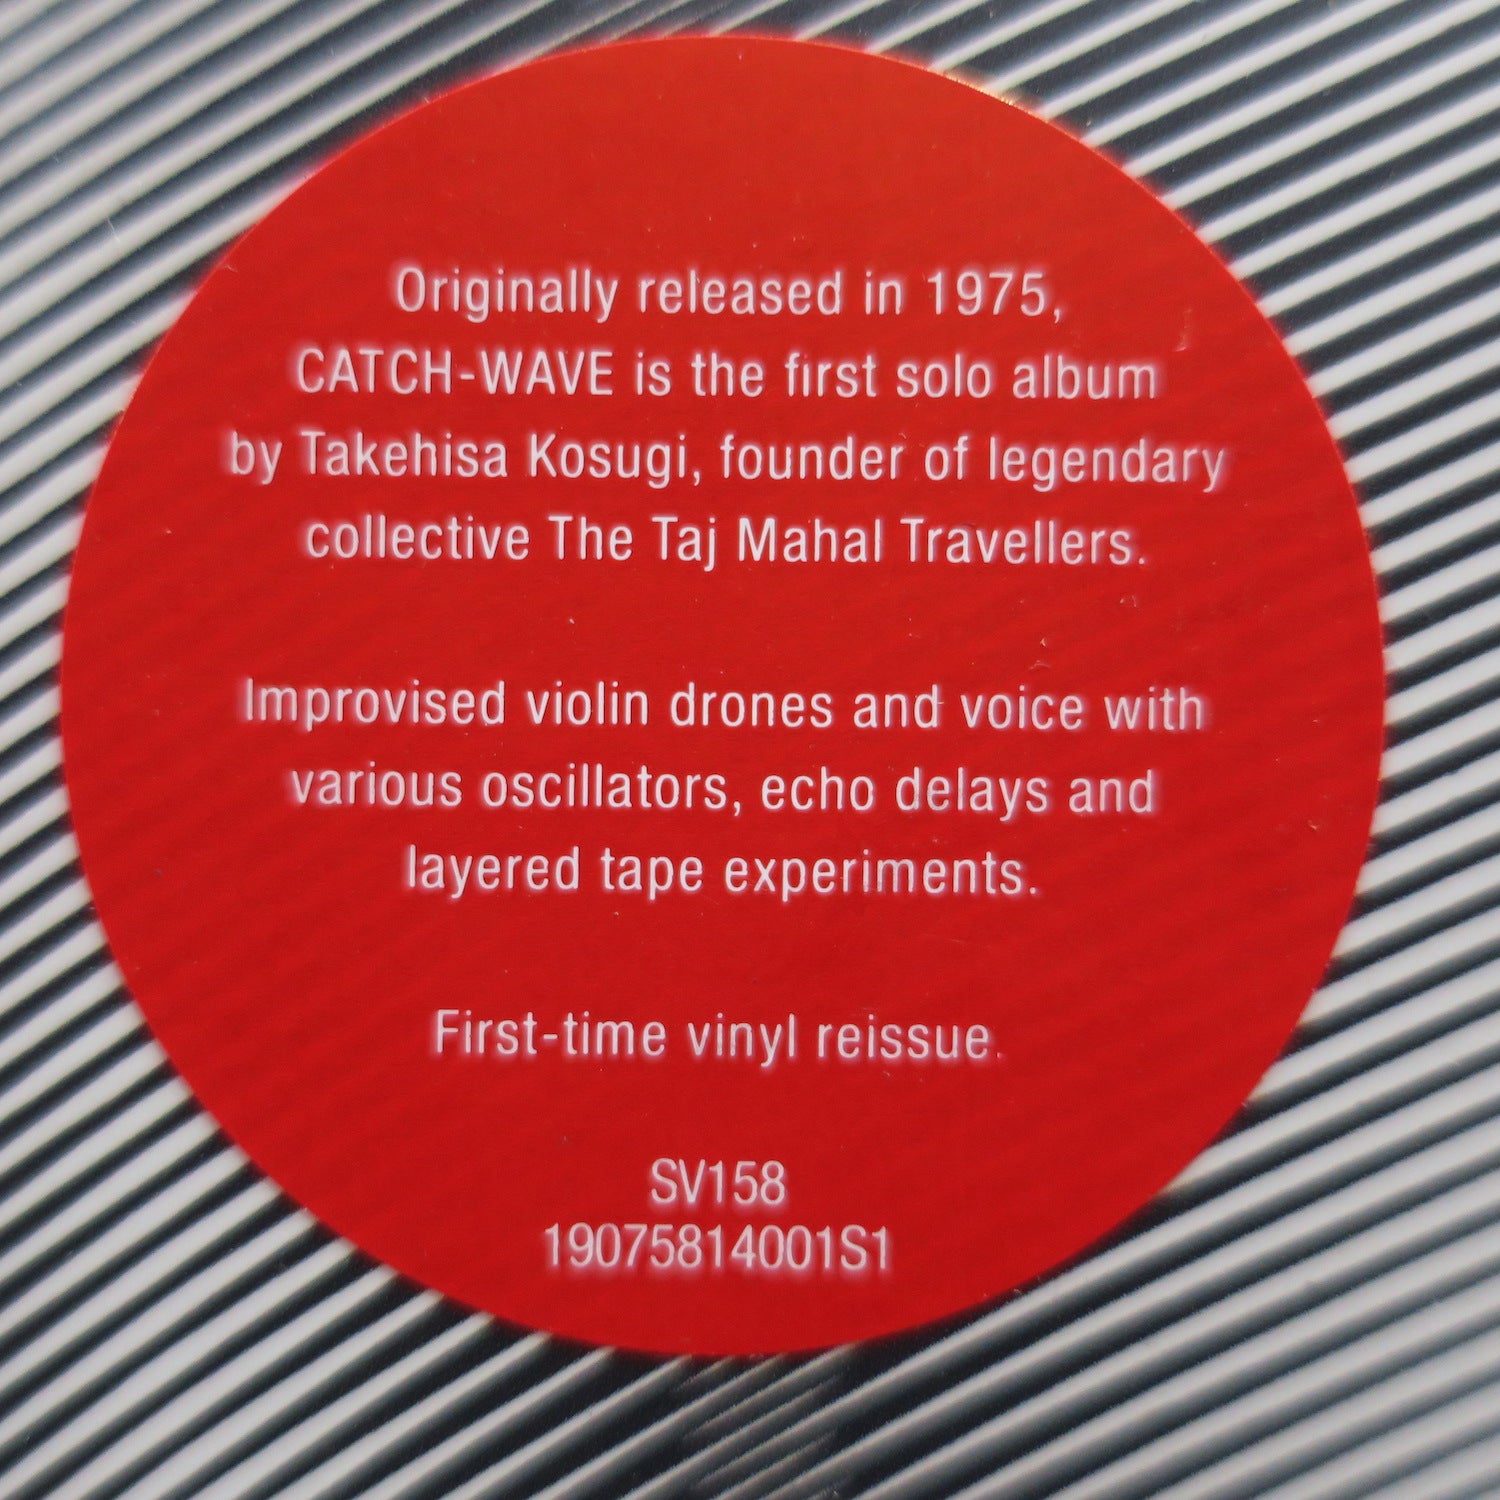 Originally released in 1975,
CATCH-WAVE is the first solo album
by Takehisa Kosugi, founder of legendary
collective The Taj Mahal Travellers.
Improvised violin drones and voice with
various oscillators, echo delays and
layered tape experiments.
First-time vinyl reissue.
SV158
19075814001S1